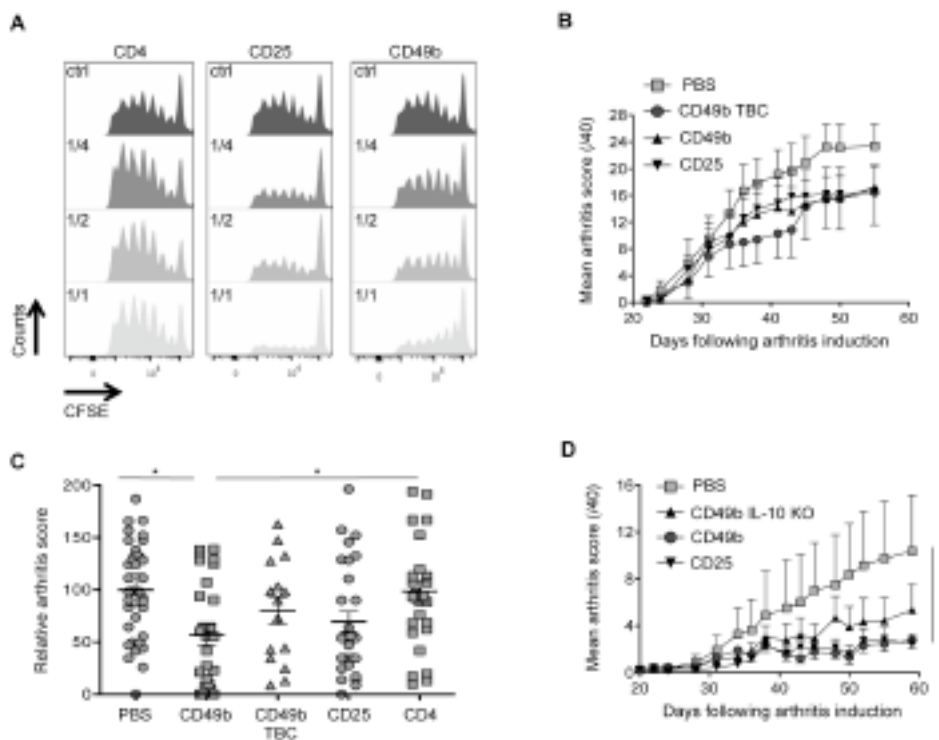 A
CD4
CD25
CD49b
ctrl
ctrl
ctrl
1/4
1/4
1/4
1/2
1/2
1/2
1/1
1/1
1/1
Counts
0
0
0
CFSE
B
PBS
CD49b TBC
CD49b
CD25
Mean arthritis score (/40)
28
24
20
16
12
8
4
0
20 30 40 50 60
Days following arthritis induction
C
* *
Relative arthritis score
200
150
100
50
0
PBS CD49b CD49b CD25 CD4
TBC
D
PBS
CD49b IL-10 KO
CD49b
CD25
Mean arthritis score (/40)
16
12
8
4
0
20 30 40 50 60
Days following arthritis induction